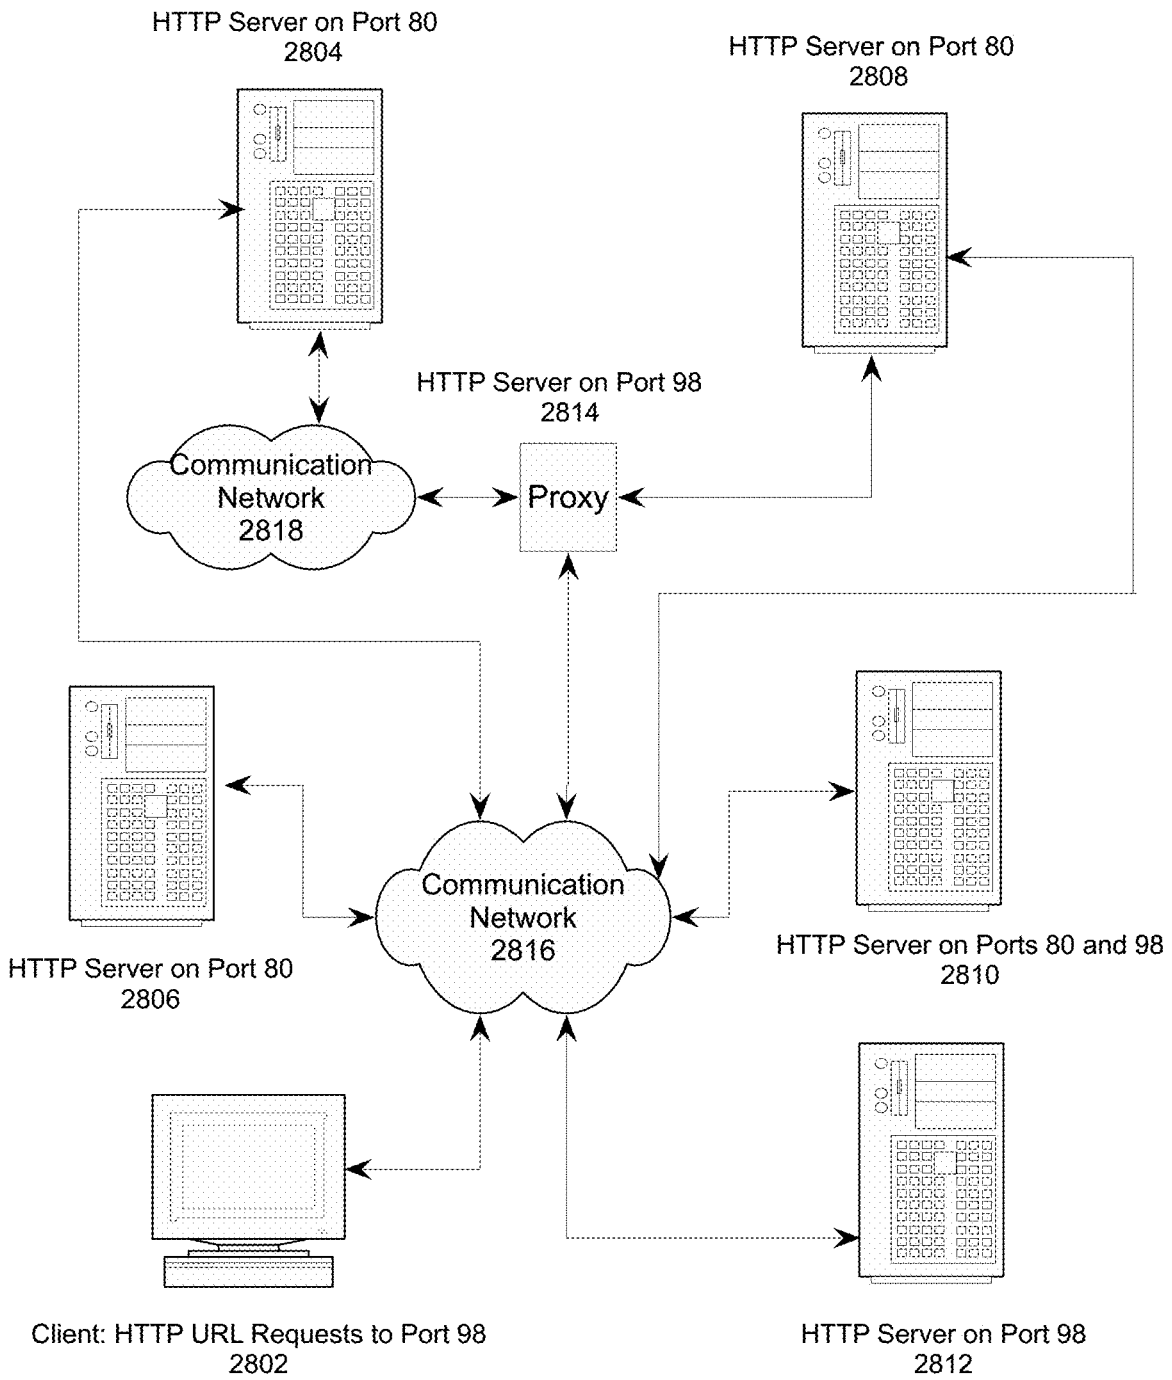 HTTP Server on Port 80
2804
HTTP Server on Port 80
2808
HTTP Server on Port 98
2814
Communication
Network
2818
Proxy
Communication
Network
2816
HTTP Server on Port 80
2806
HTTP Server on Ports 80 and 98
2810
Client: HTTP URL Requests to Port 98
2802
HTTP Server on Port 98
2812